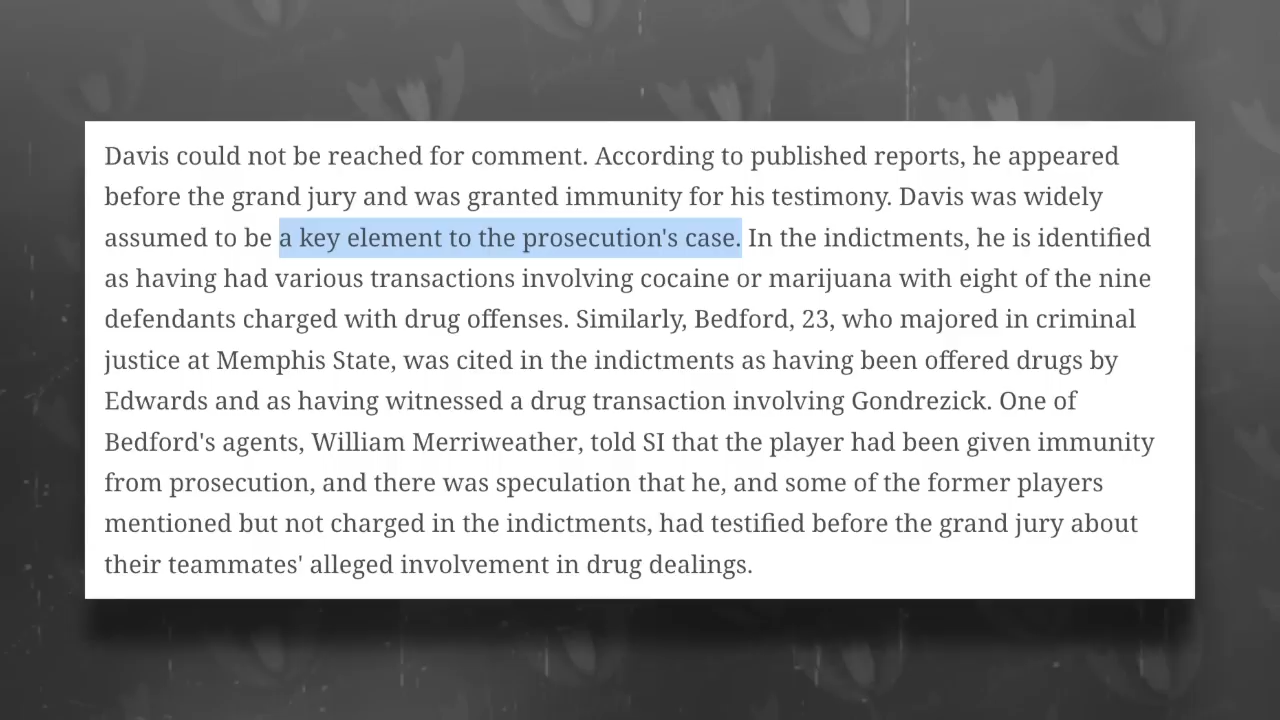 Davis could not be reached for comment. According to published reports, he appeared
before the grand jury and was granted immunity for his testimony. Davis was widely
assumed to be a key element to the prosecution's case. In the indictments, he is identified
as having had various transactions involving cocaine or marijuana with eight of the nine
defendants charged with drug offenses. Similarly, Bedford, 23, who majored in criminal
justice at Memphis State, was cited in the indictments as having been offered drugs by
Edwards and as having witnessed a drug transaction involving Gondrezick. One of
Bedford's agents, William Merriweather, told SI that the player had been given immunity
from prosecution, and there was speculation that he, and some of the former players
mentioned but not charged in the indictments, had testified before the grand jury about
their teammates' alleged involvement in drug dealings.